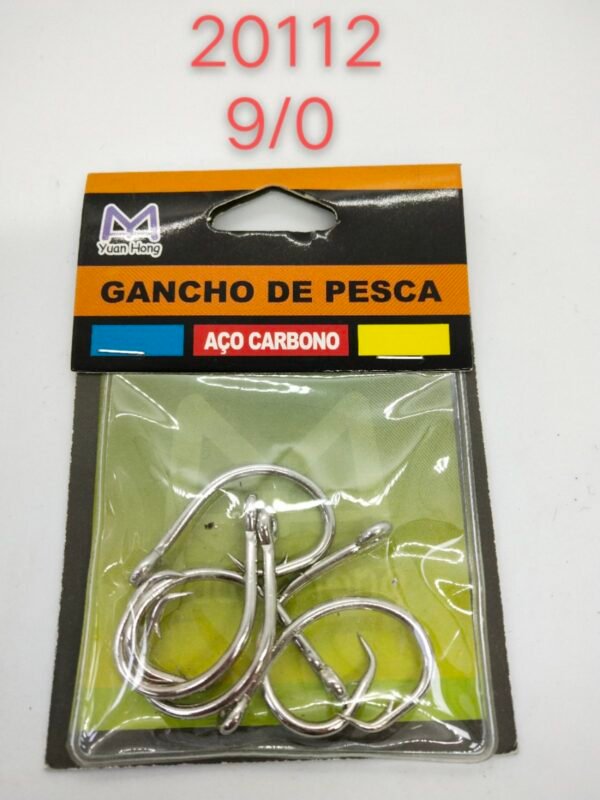 20112
9/0
Yuan Hong
GANCHO DE PESCA
AÇO CARBONO